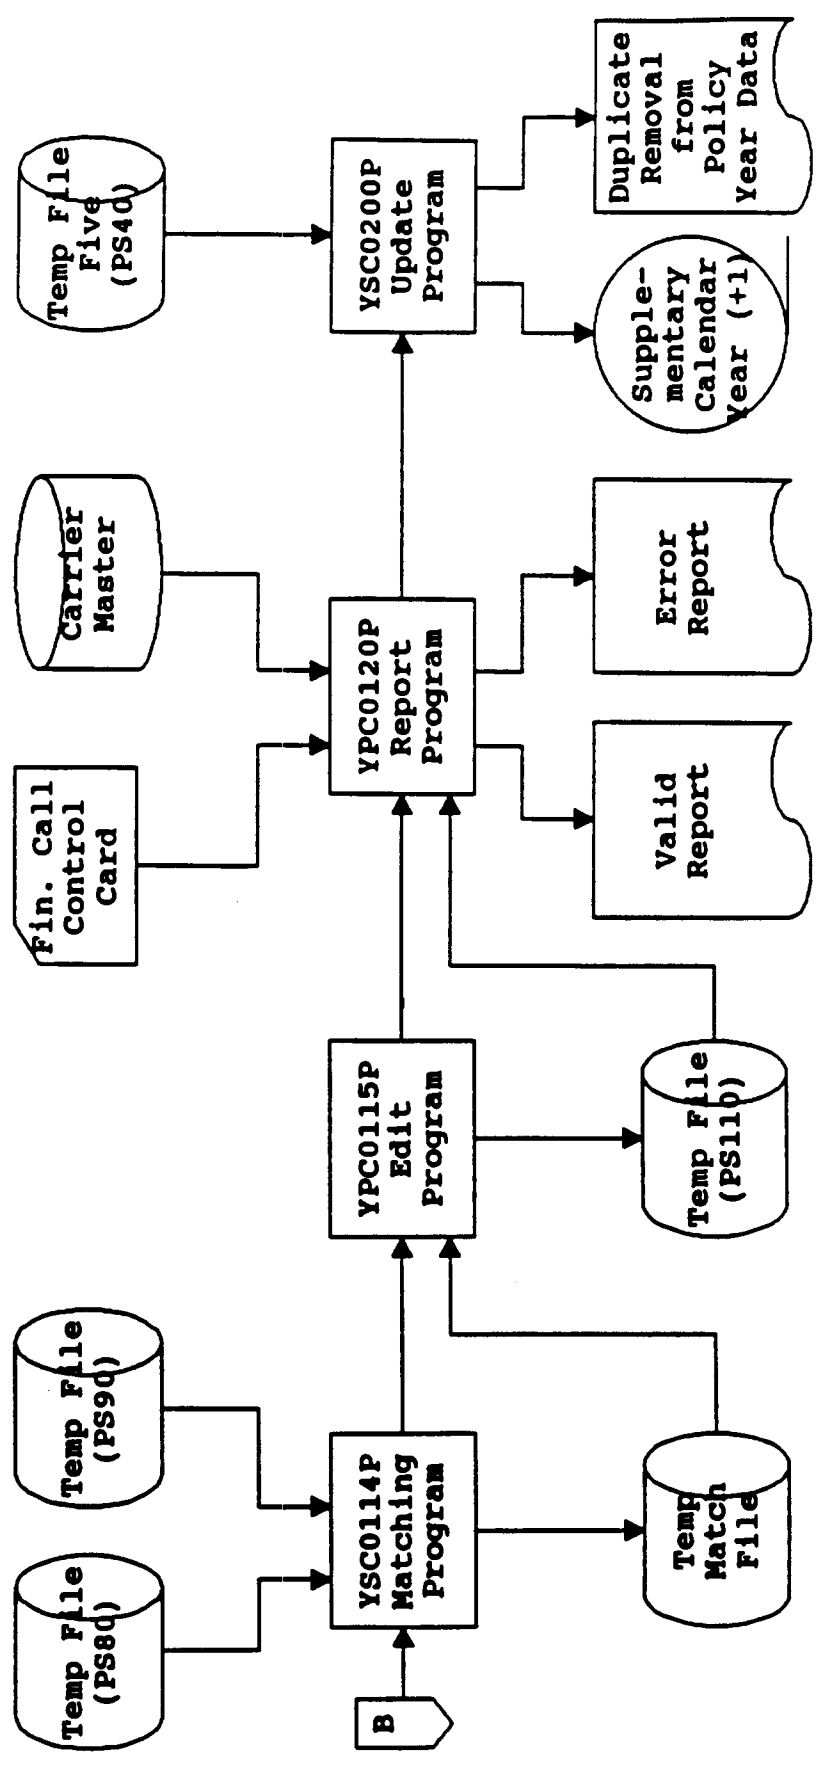 B
Temp File
(PS80)
Temp File
(PS90)
YSC0114P
Matching
Program
Temp
Match
File
YPC0115P
Edit
Program
Temp File
(PS110)
Fin. Call
Control
Card
Carrier
Master
YPC0120P
Report
Program
Valid
Report
Error
Report
Temp File
Five
(PS40)
YSC0200P
Update
Program
Supple-
mentary
Calendar
Year (+1)
Duplicate
Removal
from
Policy
Year Data